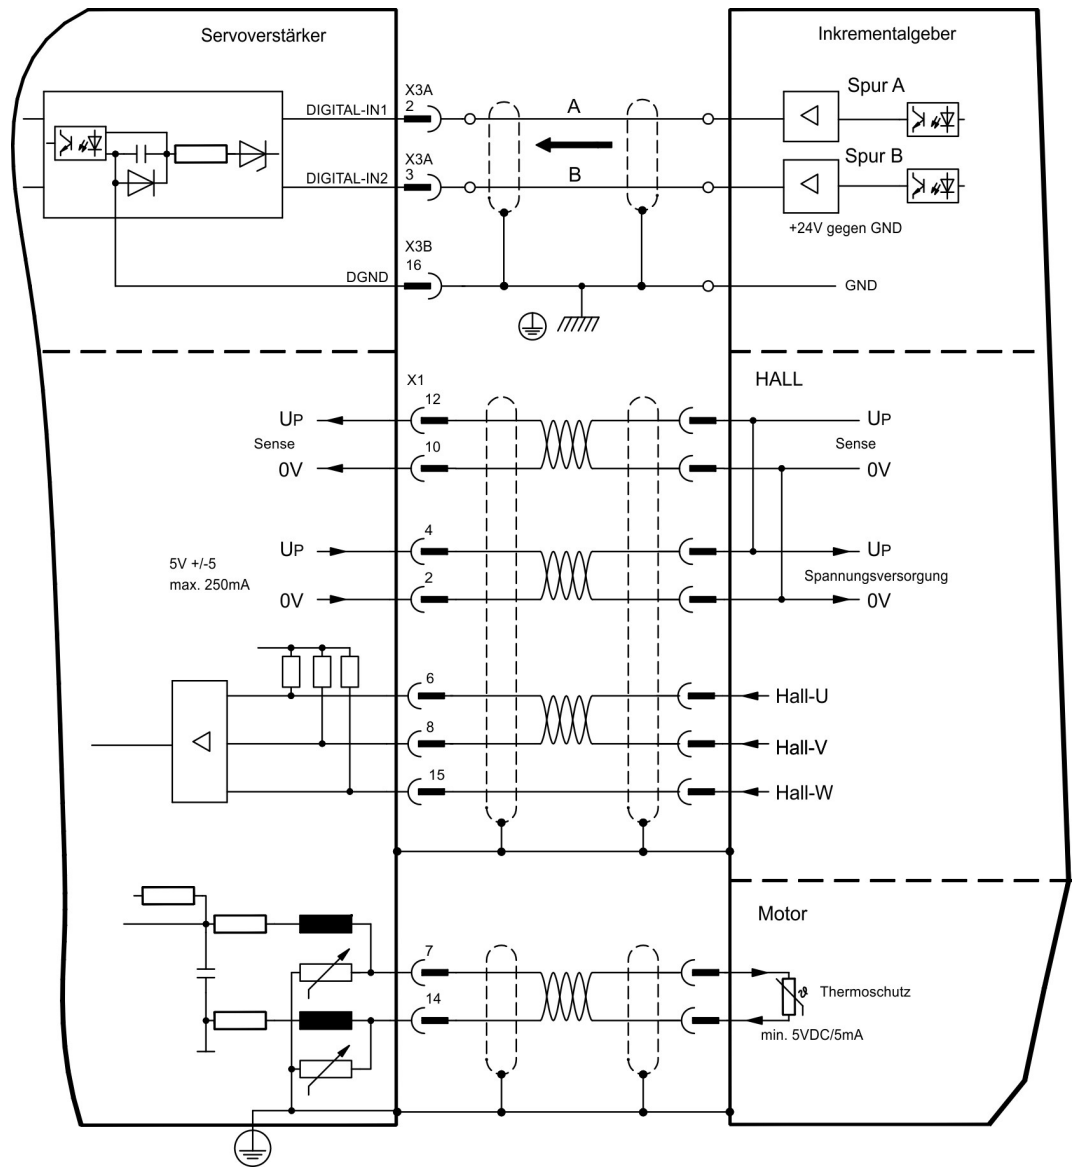 Servoverstärker
Inkrementalgeber
X3A
2
DIGITAL-IN1
A
Spur A
X3A
3
DIGITAL-IN2
B
Spur B
+24V gegen GND
X3B
16
DGND
GND
X1
HALL
12
UP
UP
Sense
Sense
10
0V
0V
4
UP
UP
5V +/-5
max. 250mA
Spannungsversorgung
2
0V
0V
6
Hall-U
8
Hall-V
15
Hall-W
Motor
7
14
ϑ
Thermoschutz
min. 5VDC/5mA